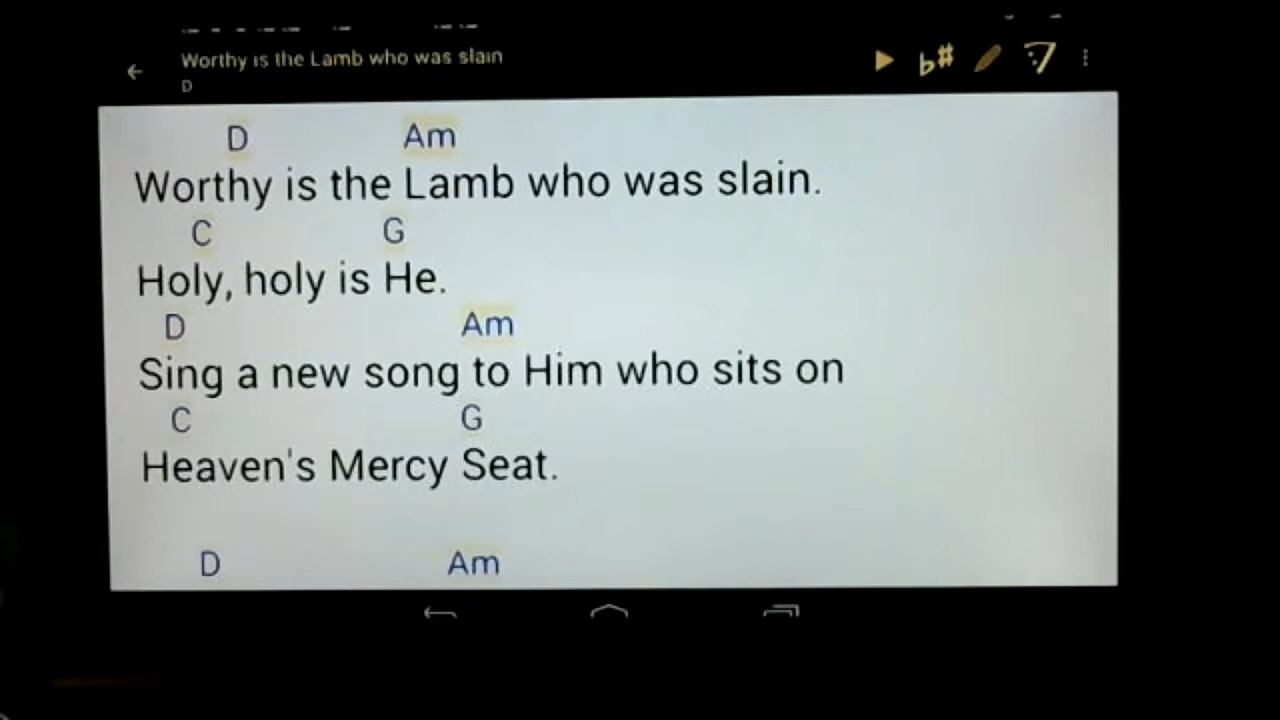 Worthy is the Lamb who was slain
D
b#
D Am
Worthy is the Lamb who was slain.
C G
Holy, holy is He.
D Am
Sing a new song to Him who sits on
C G
Heaven's Mercy Seat.
D Am